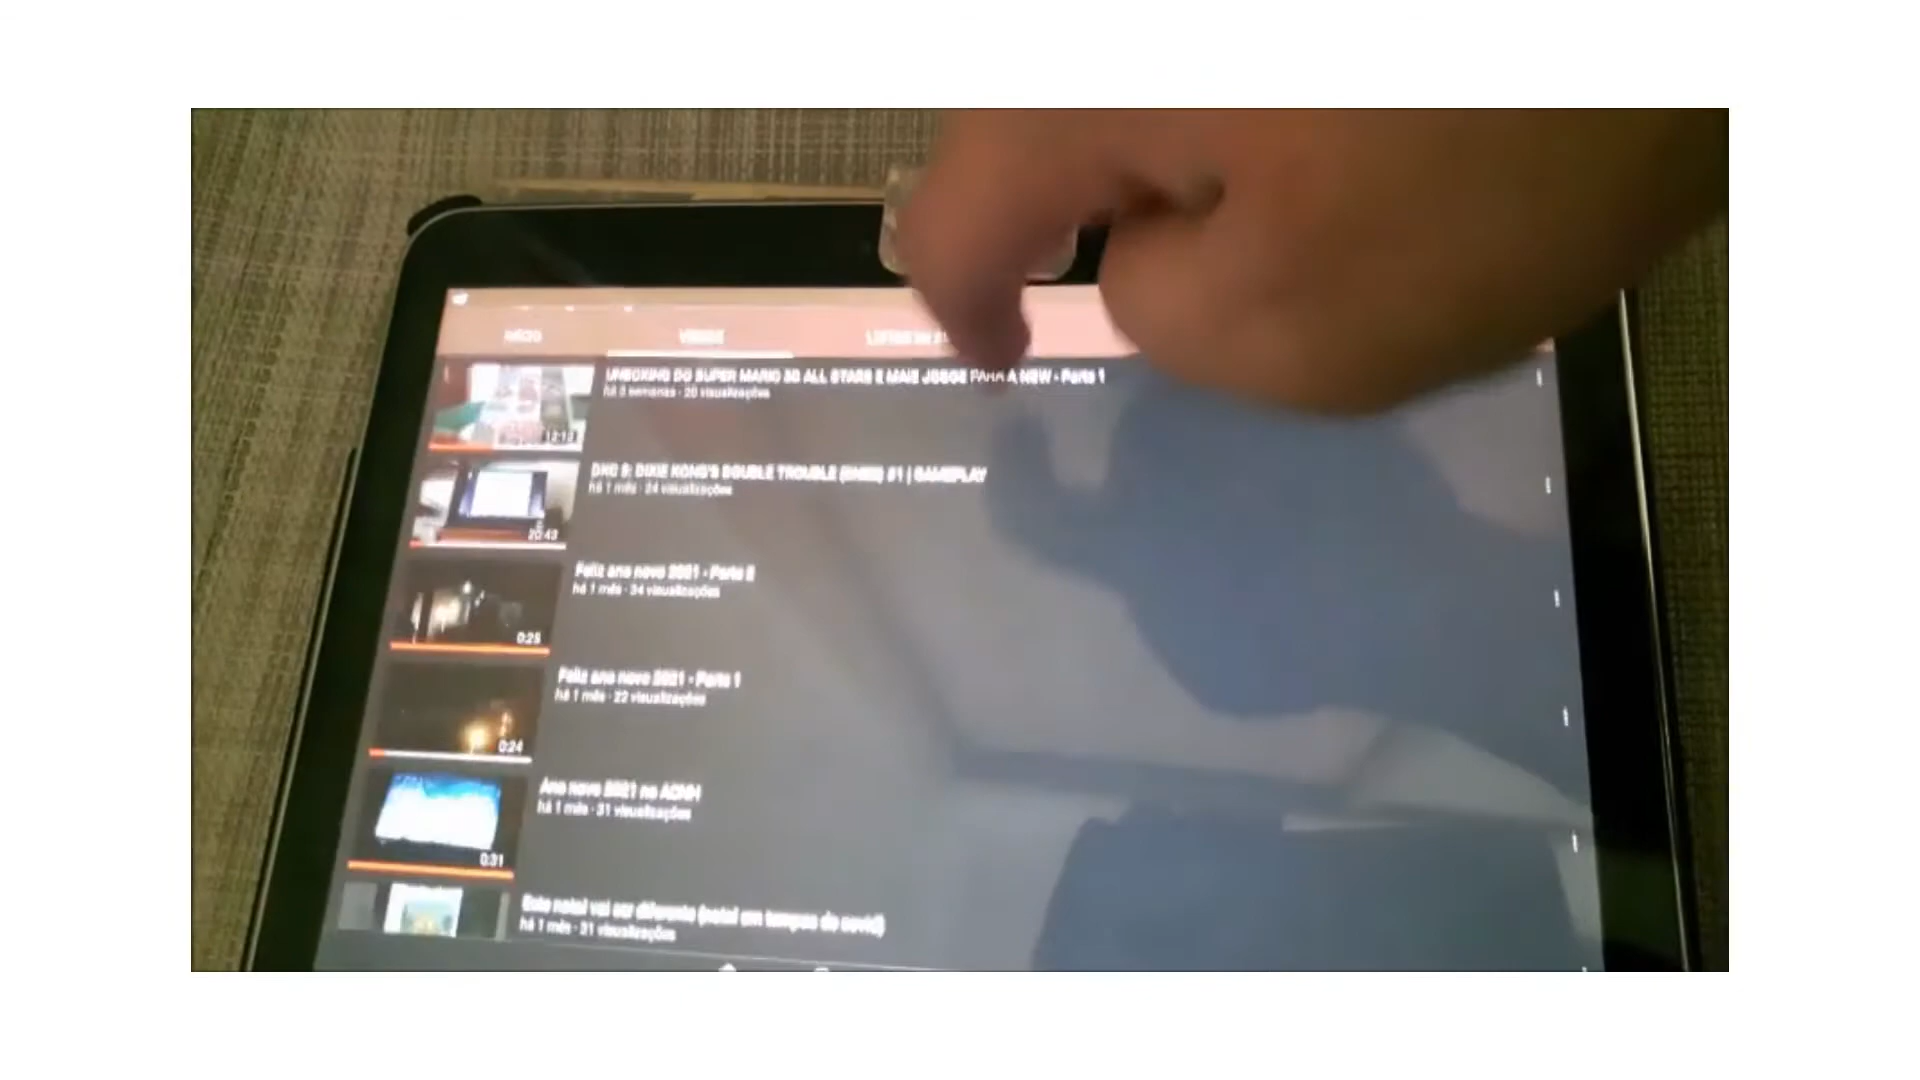 INÍCIO VÍDEOS
UNBOXING DO SUPER MARIO 3D ALL STARS E MAIS JOGOS PARA A NEW - Parte 1
há 3 semanas · 20 visualizações
12:13
DKC 3: DIXIE KONG'S DOUBLE TROUBLE (SNES) #1 | GAMEPLAY
há 1 mês · 24 visualizações
20:43
Feliz ano novo 2021 - Parte 2
há 1 mês · 34 visualizações
0:25
Feliz ano novo 2021 - Parte 1
há 1 mês · 22 visualizações
0:24
Ano novo 2021 no ACNH
há 1 mês · 31 visualizações
0:31
Este natal vai ser diferente (natal em tempos de covid)
há 1 mês · 31 visualizações